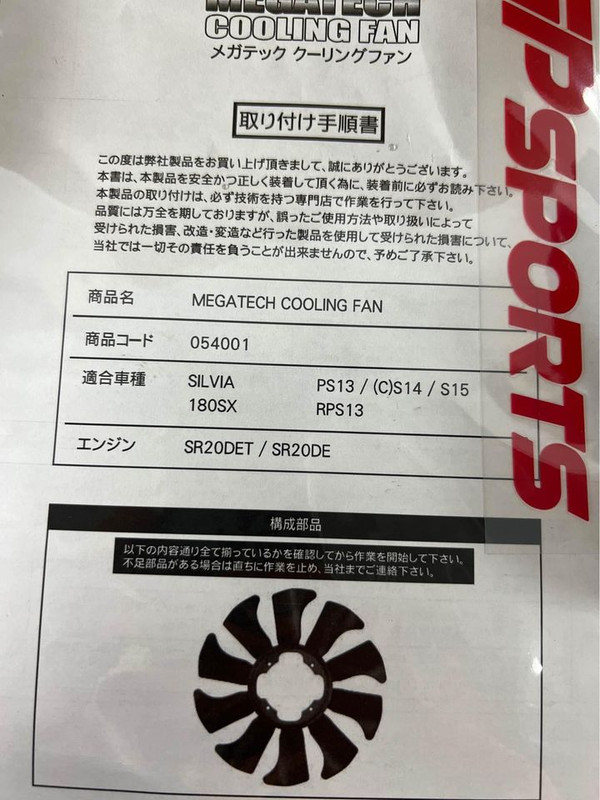 MEGATECH
COOLING FAN
メガテック クーリングファン
取り付け手順書
この度は弊社製品をお買い上げ頂きまして、誠にありがとうございます。
本書は、本製品を安全かつ正しく装着して頂く為に、装着前に必ずお読み下さい。
本製品の取り付けは、必ず技術を持つ専門店で作業を行って下さい。
品質には万全を期しておりますが、誤ったご使用方法や取り扱いによって
受けられた損害、改造・変造など行った製品を使用して受けられた損害について、
当社では一切その責任を負うことが出来ませんので、予めご了承下さい。
商品名 MEGATECH COOLING FAN
商品コード 054001
適合車種 SILVIA PS13 / (C)S14 / S15
180SX RPS13
エンジン SR20DET / SR20DE
構成部品
以下の内容通り全て揃っているかを確認してから作業を開始して下さい。
不足部品がある場合は直ちに作業を止め、当社までご連絡下さい。
SPORTS